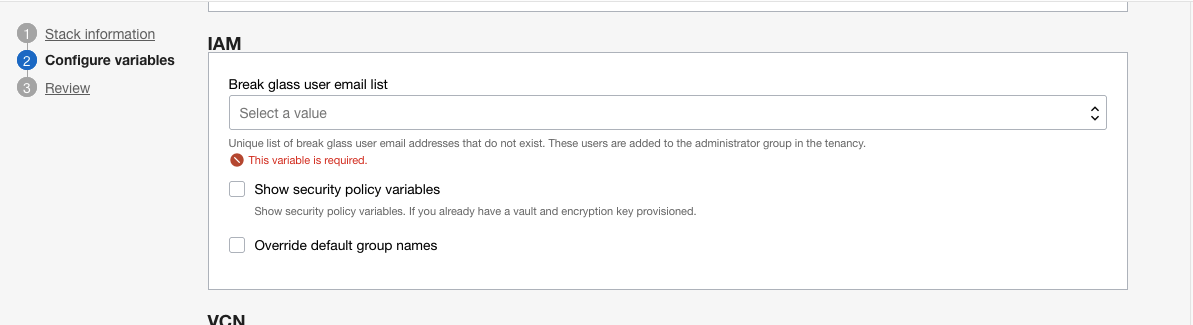 1 Stack information
2 Configure variables
3 Review
IAM
Break glass user email list
Select a value
Unique list of break glass user email addresses that do not exist. These users are added to the administrator group in the tenancy.
This variable is required.
Show security policy variables
Show security policy variables. If you already have a vault and encryption key provisioned.
Override default group names
VCN